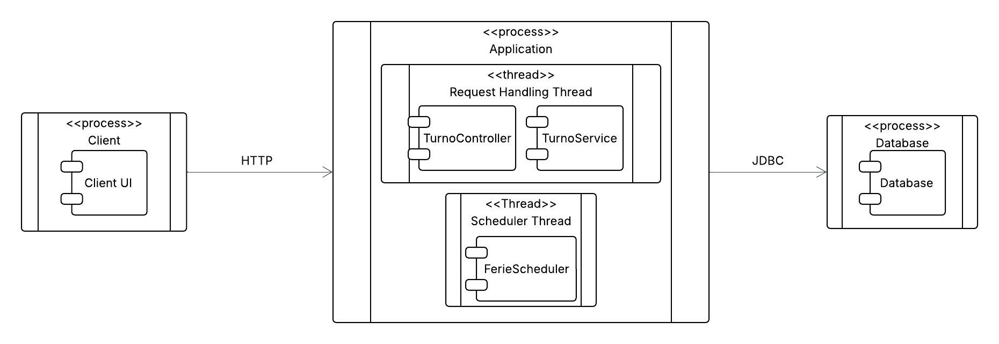 <<process>>
Client
Client UI
HTTP
<<process>>
Application
<<thread>>
Request Handling Thread
TurnoController
TurnoService
<<Thread>>
Scheduler Thread
FerieScheduler
JDBC
<<process>>
Database
Database